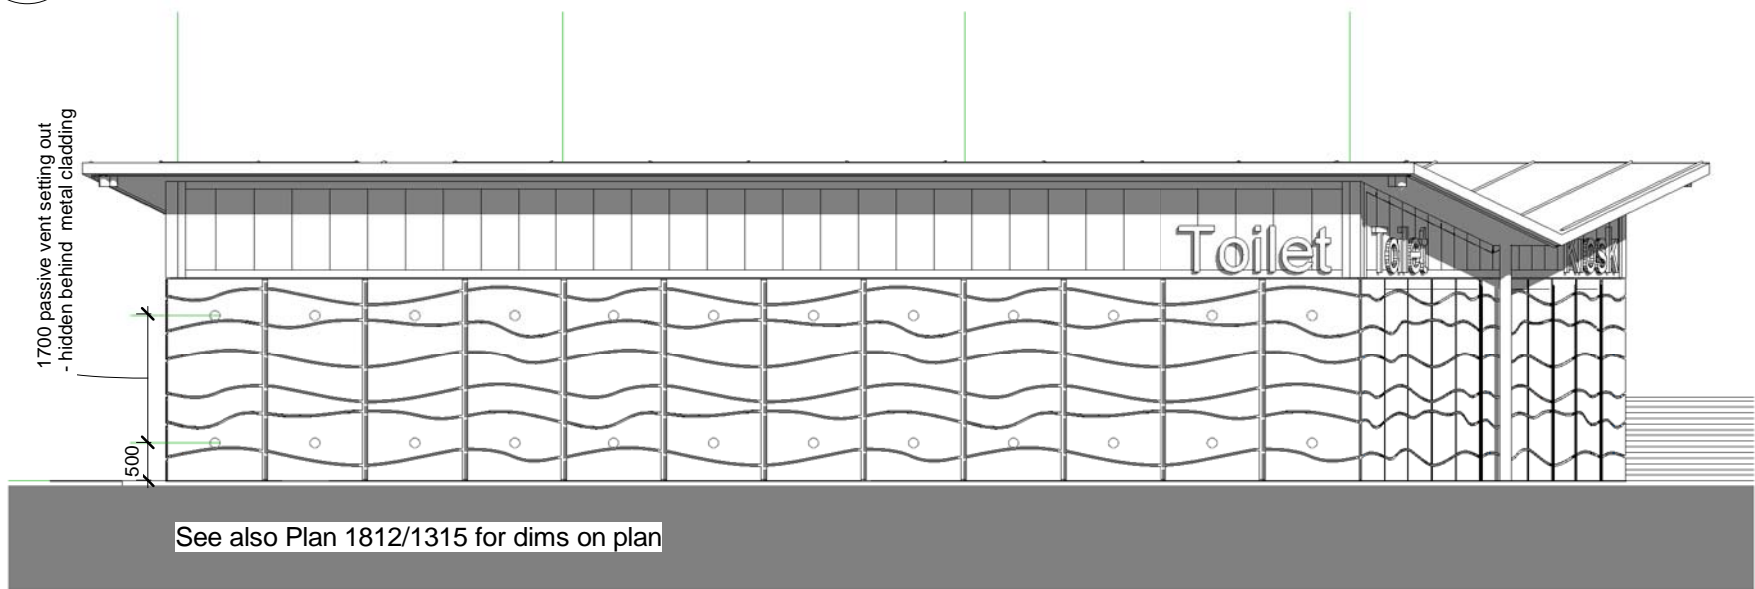 1700 passive vent setting out
- hidden behind metal cladding
500
Toilet
Toilet
Kiosk
See also Plan 1812/1315 for dims on plan